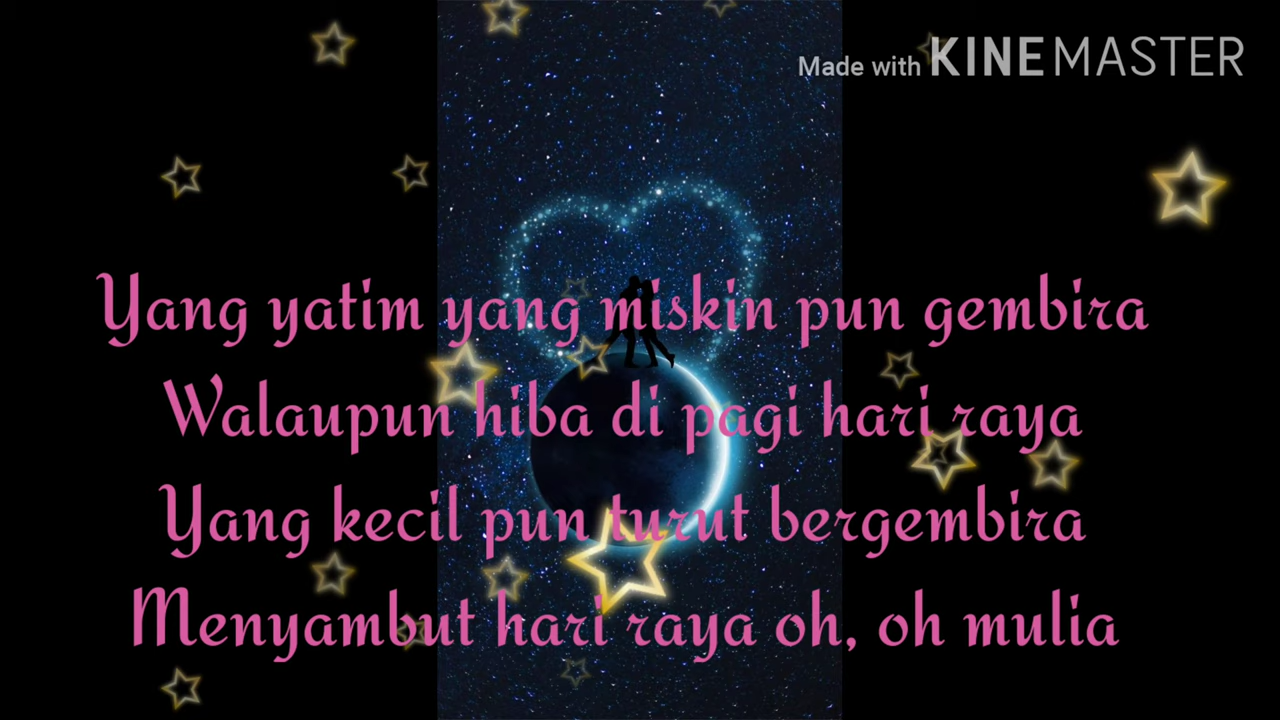 Made with KINEMASTER
Yang yatim yang miskin pun gembira
Walaupun hiba di pagi hari raya
Yang kecil pun turut bergembira
Menyambut hari raya oh, oh mulia